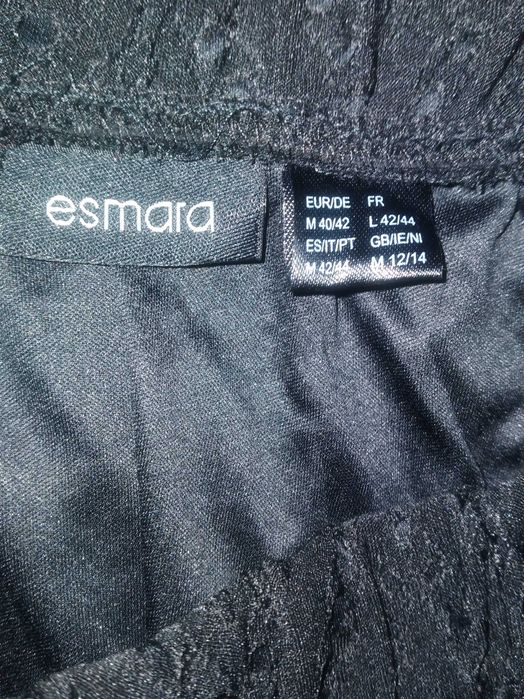 esmara
EUR/DE FR
M 40/42 L 42/44
ES/IT/PT GB/IE/NI
M 42/44 M 12/14